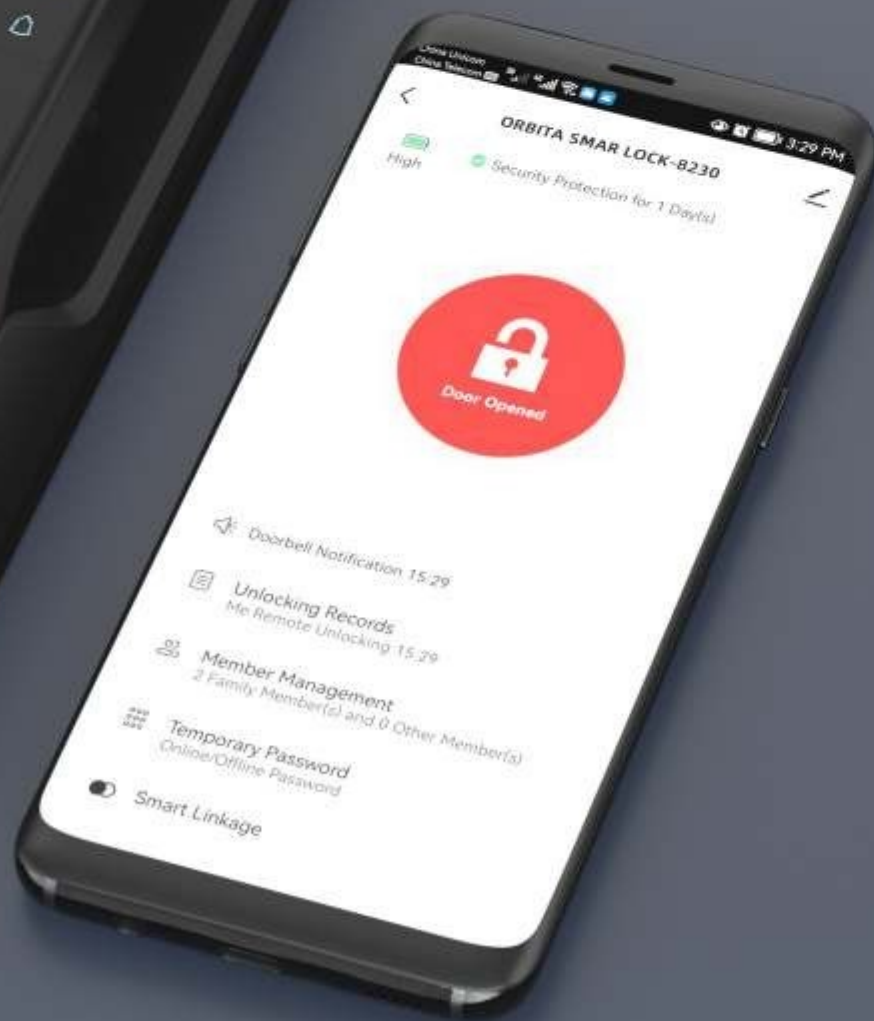 China Unicom
China Telecom HD 3:29 PM
ORBITA SMAR LOCK-B230
High
Security Protection for 1 Day(s)
Door Opened
Doorbell Notification 15:29
Unlocking Records
Me Remote Unlocking 15:29
Member Management
2 Family Member(s) and 0 Other Member(s)
Temporary Password
Online/Offline Password
Smart Linkage